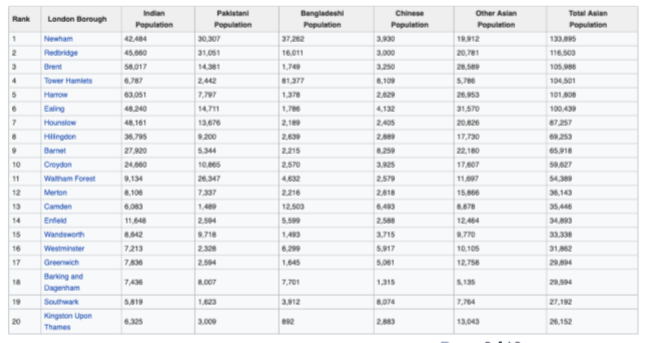 Rank London Borough Indian Population Pakistani Population Bangladeshi Population Chinese Population Other Asian Population Total Asian Population
1 Newham 42,484 30,307 37,262 3,930 19,912 133,895
2 Redbridge 45,660 31,051 16,011 3,000 20,781 116,503
3 Brent 58,017 14,381 1,749 3,250 28,589 105,986
4 Tower Hamlets 6,787 2,442 81,377 8,109 5,786 104,501
5 Harrow 63,051 7,797 1,378 2,629 26,953 101,808
6 Ealing 48,240 14,711 1,786 4,132 31,570 100,439
7 Hounslow 48,161 13,676 2,189 2,405 20,826 87,257
8 Hillingdon 36,795 9,200 2,639 2,889 17,730 69,253
9 Barnet 27,920 5,344 2,215 8,259 22,180 65,918
10 Croydon 24,660 10,865 2,570 3,925 17,607 59,627
11 Waltham Forest 9,134 26,347 4,632 2,579 11,697 54,389
12 Merton 8,106 7,337 2,216 2,618 15,866 36,143
13 Camden 6,083 1,489 12,503 6,493 8,878 35,446
14 Enfield 11,648 2,594 5,599 2,588 12,464 34,893
15 Wandsworth 8,642 9,718 1,493 3,715 9,770 33,338
16 Westminster 7,213 2,328 6,299 5,917 10,105 31,862
17 Greenwich 7,836 2,594 1,645 5,061 12,758 29,894
18 Barking and Dagenham 7,436 8,007 7,701 1,315 5,135 29,594
19 Southwark 5,819 1,623 3,912 8,074 7,764 27,192
20 Kingston Upon Thames 6,325 3,009 892 2,883 13,043 26,152